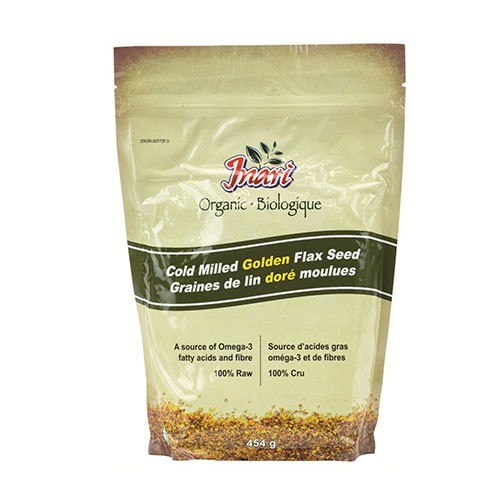 Inari
Organic • Biologique
Cold Milled Golden Flax Seed
Graines de lin doré moulues
A source of Omega-3
fatty acids and fibre
100% Raw
Source d'acides gras
oméga-3 et de fibres
100% Cru
454 g